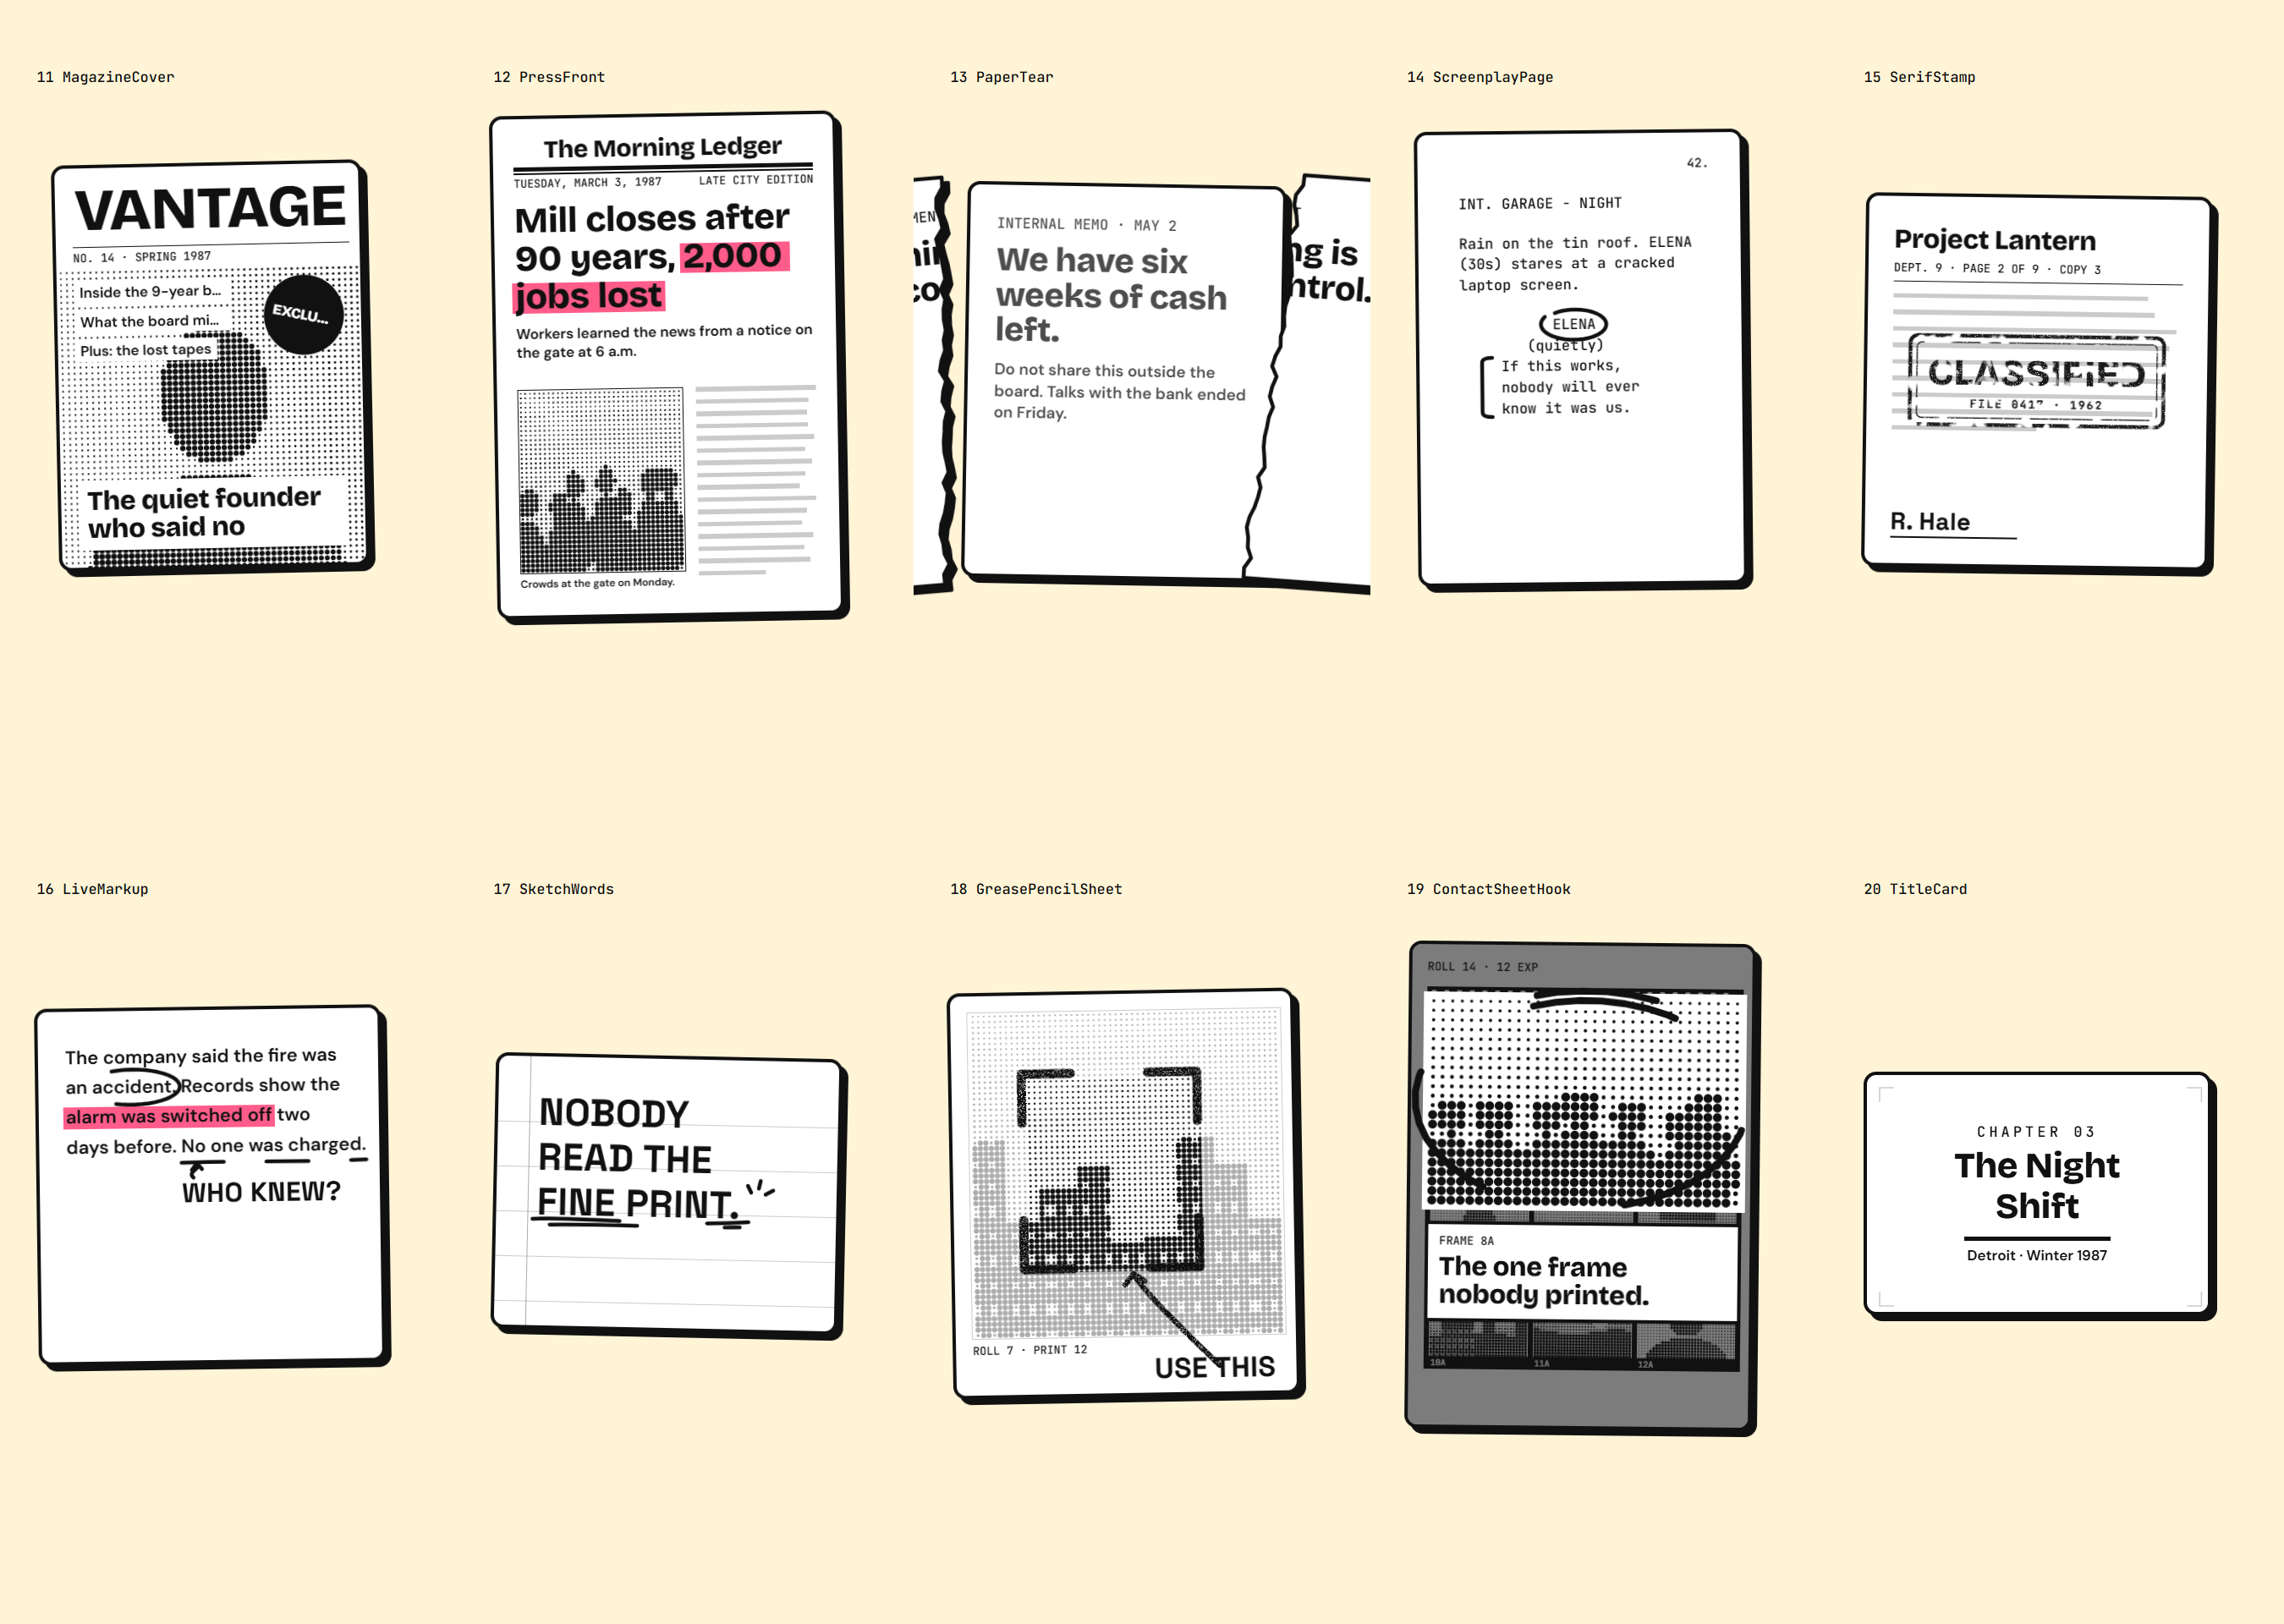 11 MagazineCover
VANTAGE
NO. 14 · SPRING 1987
Inside the 9-year b...
What the board mi...
Plus: the lost tapes
EXCLU...
The quiet founder
who said no
12 PressFront
The Morning Ledger
TUESDAY, MARCH 3, 1987
LATE CITY EDITION
Mill closes after
90 years, 2,000
jobs lost
Workers learned the news from a notice on
the gate at 6 a.m.
Crowds at the gate on Monday.
13 PaperTear
INTERNAL MEMO · MAY 2
We have six
weeks of cash
left.
Do not share this outside the
board. Talks with the bank ended
on Friday.
ng is
ntrol.
14 ScreenplayPage
42.
INT. GARAGE - NIGHT
Rain on the tin roof. ELENA
(30s) stares at a cracked
laptop screen.
ELENA
(quietly)
If this works,
nobody will ever
know it was us.
15 SerifStamp
Project Lantern
DEPT. 9 · PAGE 2 OF 9 · COPY 3
CLASSIFIED
FILE 0417 · 1962
R. Hale
16 LiveMarkup
The company said the fire was
an accident. Records show the
alarm was switched off two
days before. No one was charged.
WHO KNEW?
17 SketchWords
NOBODY
READ THE
FINE PRINT.
18 GreasePencilSheet
ROLL 7 · PRINT 12
USE THIS
19 ContactSheetHook
ROLL 14 · 12 EXP
FRAME 8A
The one frame
nobody printed.
10A
11A
12A
20 TitleCard
CHAPTER 03
The Night
Shift
Detroit · Winter 1987